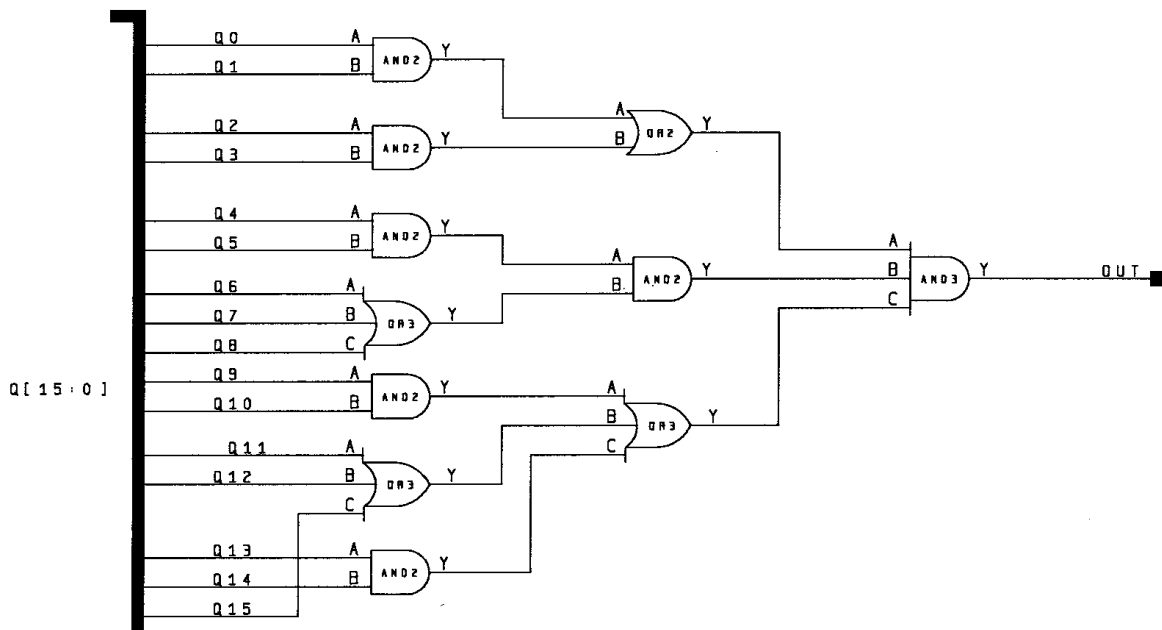 Q0 A
AND2 Y
Q1 B
A
OR2 Y
B
Q2 A
AND2 Y
Q3 B
Q4 A
AND2 Y
Q5 B
A
AND2 Y
B
A
B
AND3 Y
C
OUT
Q6 A
Q7 B
OR3 Y
Q8 C
Q[15:0]
Q9 A
AND2 Y
Q10 B
A
B
OR3 Y
C
Q11 A
Q12 B
OR3 Y
C
Q13 A
AND2 Y
Q14 B
Q15